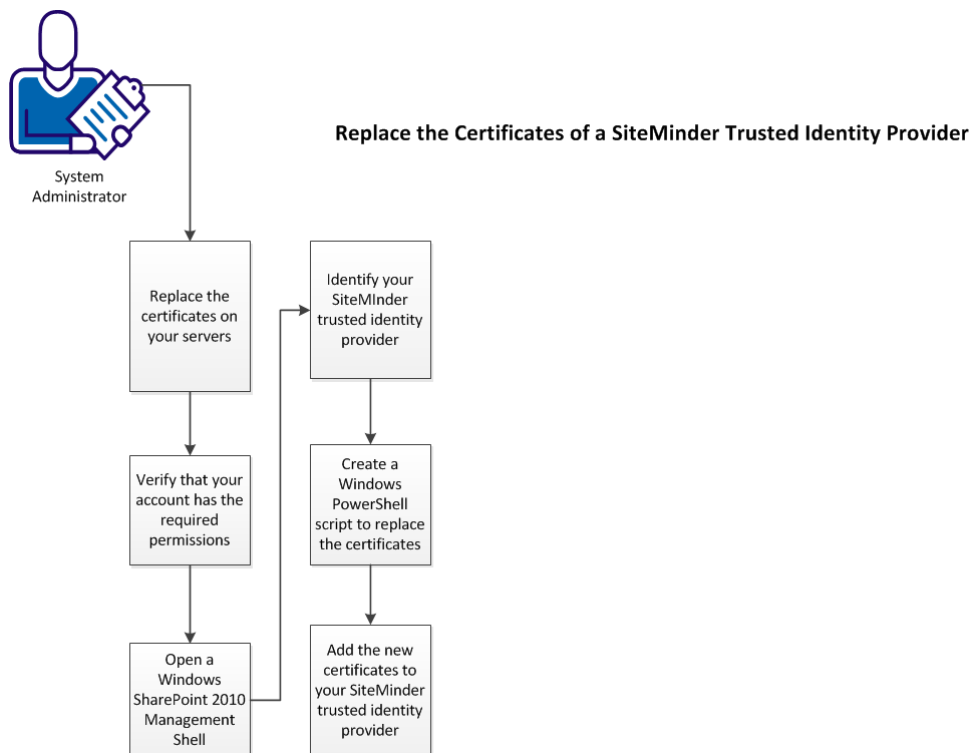 Replace the Certificates of a SiteMinder Trusted Identity Provider
System
Administrator
Replace the
certificates on
your servers
Verify that your
account has the
required
permissions
Open a
Windows
SharePoint 2010
Management
Shell
Identify your
SiteMInder
trusted identity
provider
Create a
Windows
PowerShell
script to replace
the certificates
Add the new
certificates to
your SiteMinder
trusted identity
provider